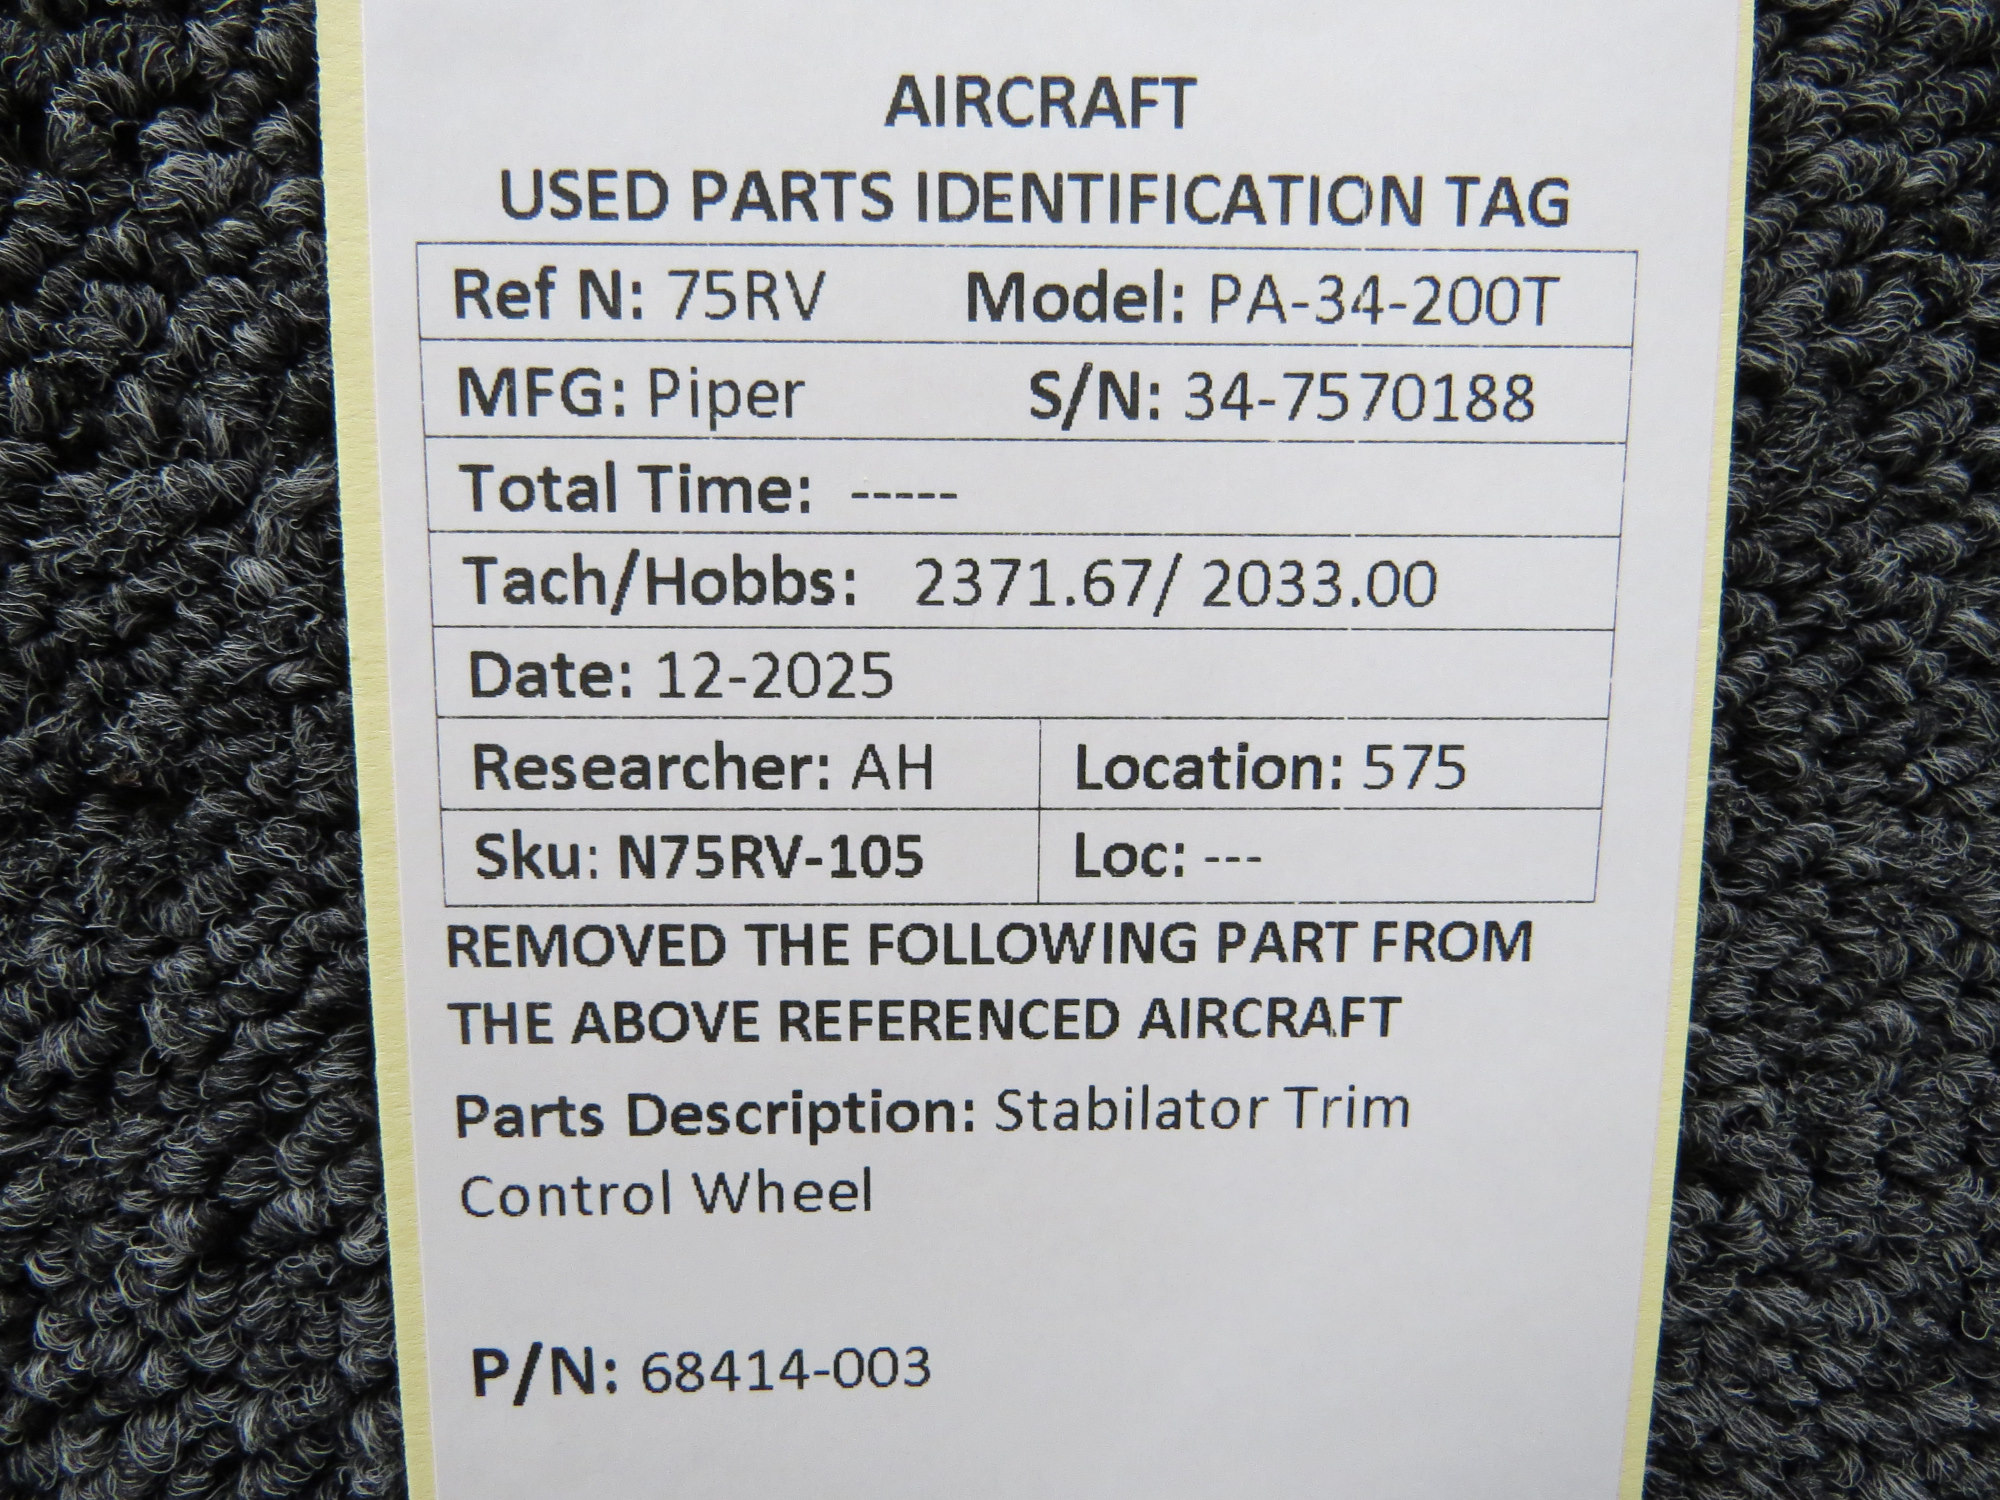 AIRCRAFT
USED PARTS IDENTIFICATION TAG
Ref N: 75RV Model: PA-34-200T
MFG: Piper S/N: 34-7570188
Total Time: -----
Tach/Hobbs: 2371.67/ 2033.00
Date: 12-2025
Researcher: AH Location: 575
Sku: N75RV-105 Loc: ---
REMOVED THE FOLLOWING PART FROM
THE ABOVE REFERENCED AIRCRAFT
Parts Description: Stabilator Trim
Control Wheel
P/N: 68414-003